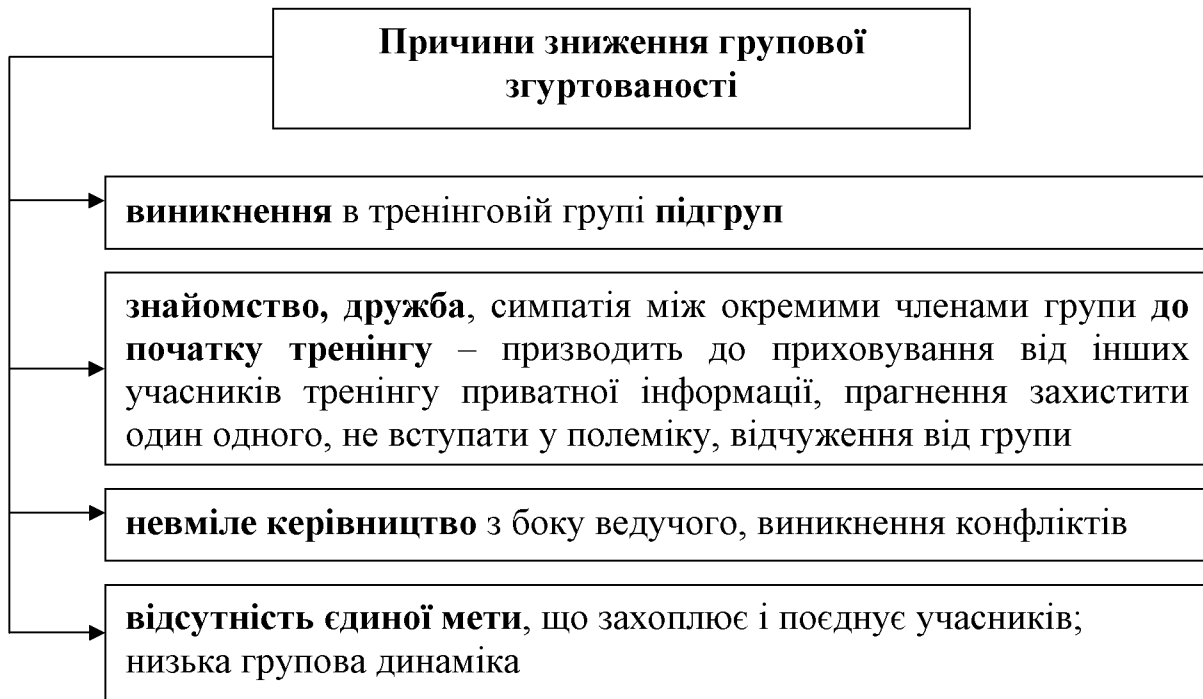 Причини зниження групової
згуртованості
виникнення в тренінговій групі підгруп
знайомство, дружба, симпатія між окремими членами групи до
початку тренінгу – призводить до приховування від інших
учасників тренінгу приватної інформації, прагнення захистити
один одного, не вступати у полеміку, відчуження від групи
невміле керівництво з боку ведучого, виникнення конфліктів
відсутність єдиної мети, що захоплює і поєднує учасників;
низька групова динаміка